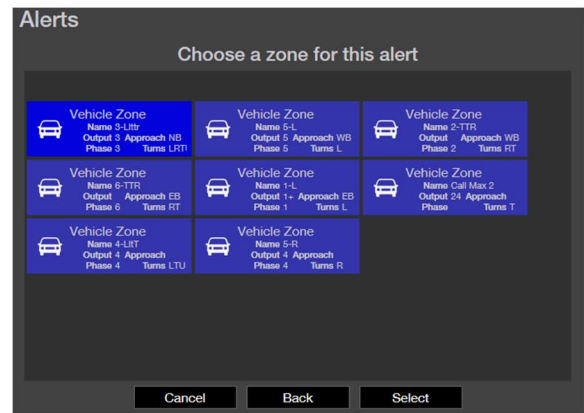 Alerts
Choose a zone for this alert
Vehicle Zone
Name 3-Llttr
Output 3 Approach NB
Phase 3 Turns LRTU
Vehicle Zone
Name 5-L
Output 5 Approach WB
Phase 5 Turns L
Vehicle Zone
Name 2-TTR
Output Approach WB
Phase 2 Turns RT
Vehicle Zone
Name 6-TTR
Output Approach EB
Phase 6 Turns RT
Vehicle Zone
Name 1-L
Output 1+ Approach EB
Phase 1 Turns L
Vehicle Zone
Name Call Max 2
Output 24 Approach
Phase Turns T
Vehicle Zone
Name 4-LltT
Output 4 Approach
Phase 4 Turns LTU
Vehicle Zone
Name 5-R
Output 4 Approach
Phase 4 Turns R
Cancel Back Select